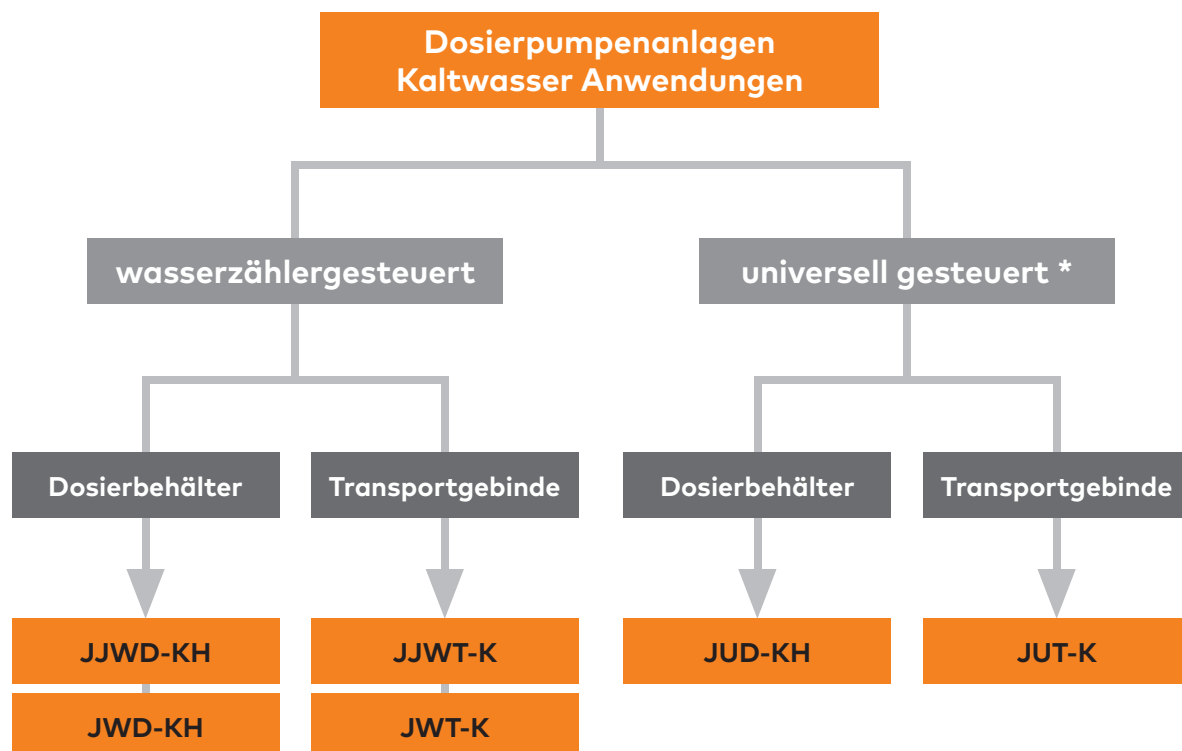 Dosierpumpenanlagen
Kaltwasser Anwendungen
wasserzählergesteuert
universell gesteuert *
Dosierbehälter
Transportgebinde
Dosierbehälter
Transportgebinde
JJWD-KH
JJWT-K
JUD-KH
JUT-K
JWD-KH
JWT-K